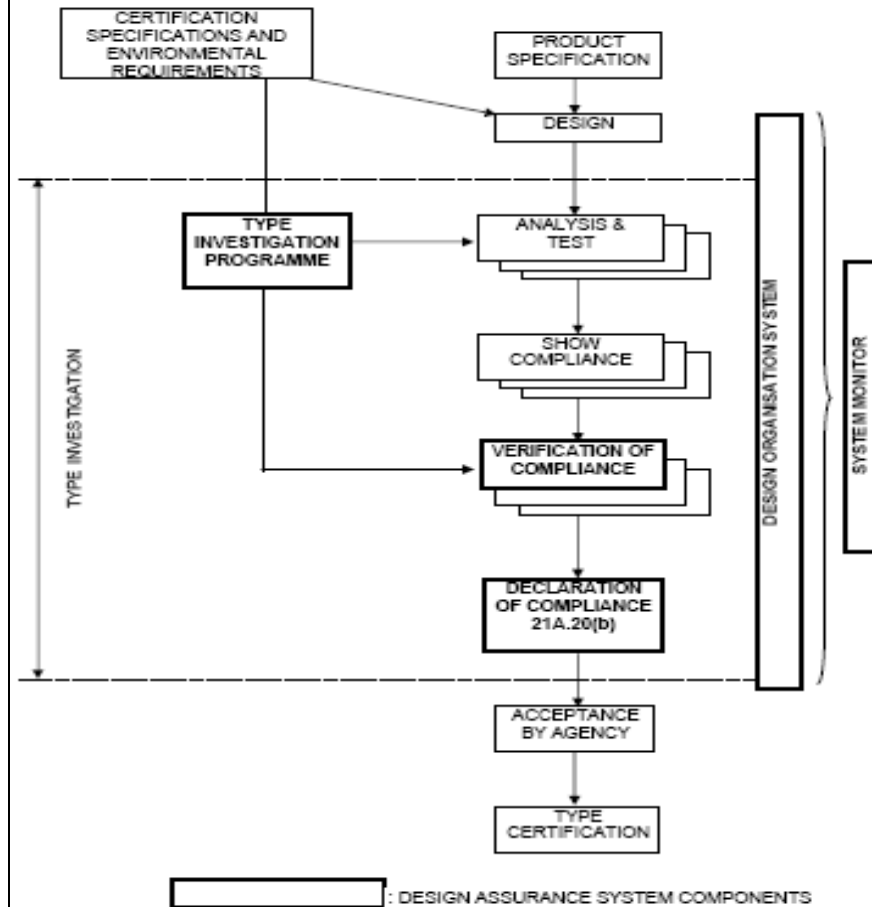 CERTIFICATION
SPECIFICATIONS AND
ENVIRONMENTAL
REQUIREMENTS
PRODUCT
SPECIFICATION
DESIGN
TYPE
INVESTIGATION
PROGRAMME
ANALYSIS &
TEST
SHOW
COMPLIANCE
VERIFICATION OF
COMPLIANCE
DECLARATION
OF COMPLIANCE
21A.20(b)
ACCEPTANCE
BY AGENCY
TYPE
CERTIFICATION
TYPE INVESTIGATION
DESIGN ORGANISATION SYSTEM
SYSTEM MONITOR
: DESIGN ASSURANCE SYSTEM COMPONENTS